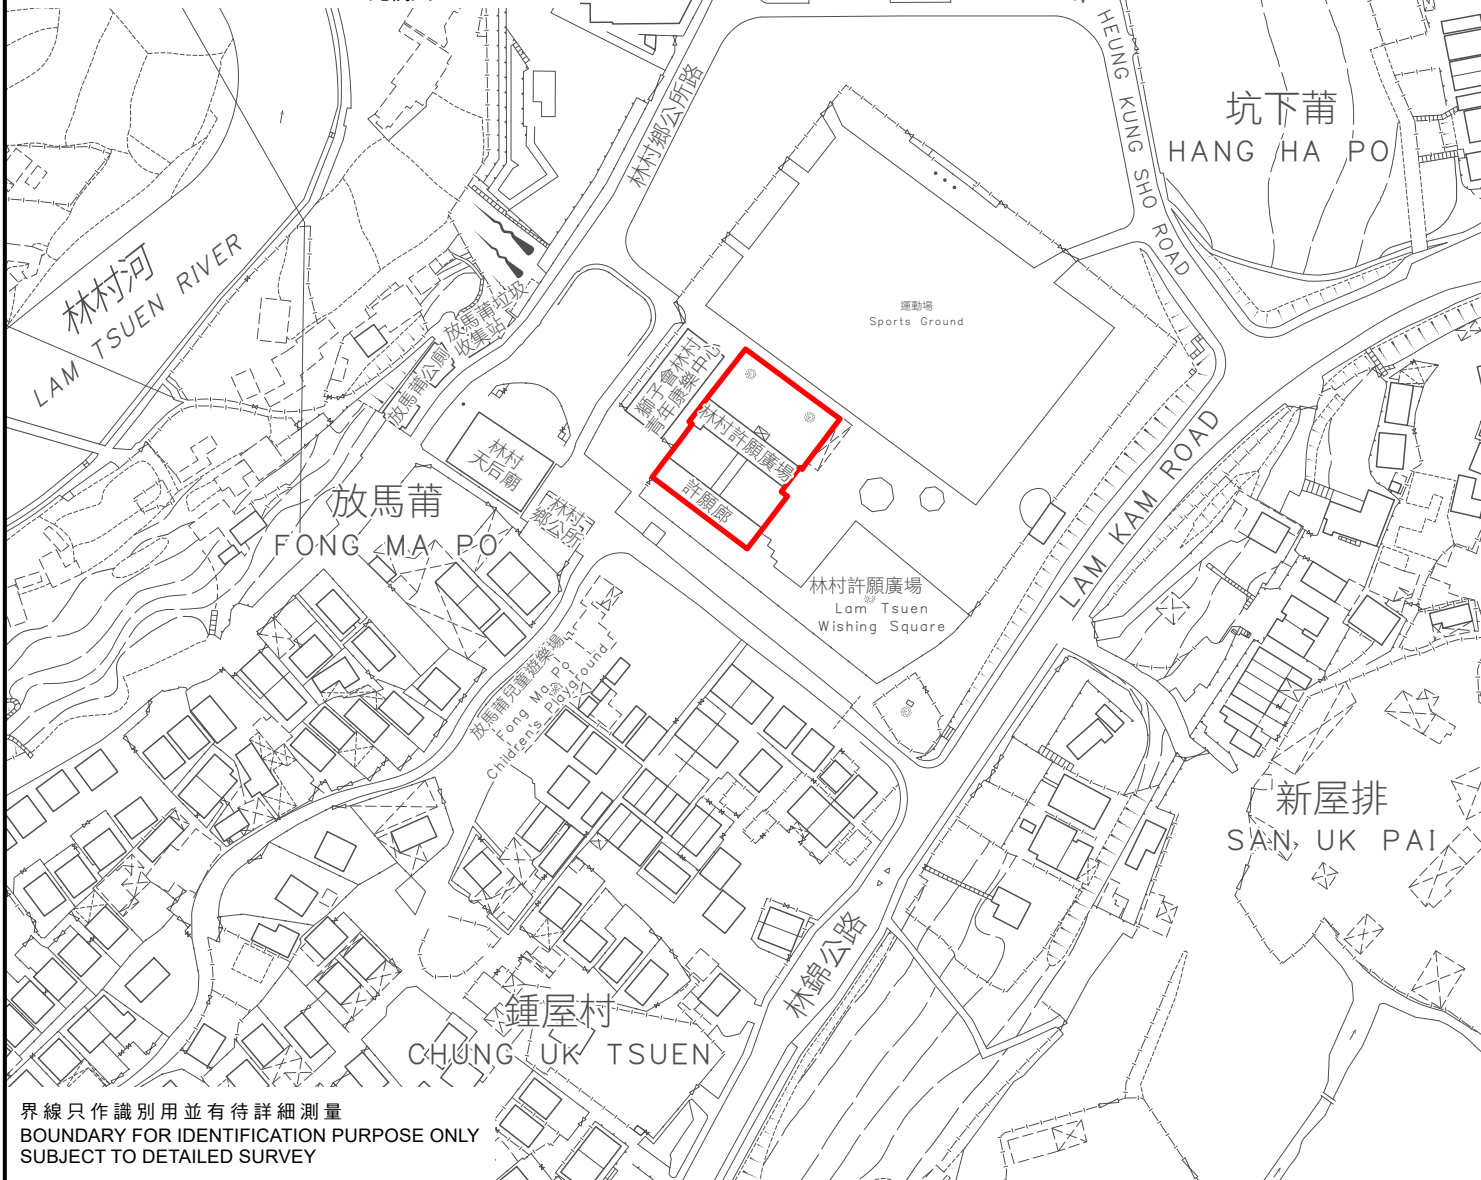 林村鄉公所路
HEUNG KUNG SHO ROAD
坑下莆
HANG HA PO
林村河
LAM TSUEN RIVER
運動場
Sports Ground
放馬莆垃圾
收集站
放馬莆公廁
獅子會林村
青年康樂中心
林村許願廣場
許願廊
林村
天后廟
林村
鄉公所
放馬莆
FONG MA PO
LAM KAM ROAD
林村許願廣場
Lam Tsuen
Wishing Square
放馬莆兒童遊樂場
Fong Ma Po
Children's Playground
新屋排
SAN UK PAI
林錦公路
鍾屋村
CHUNG UK TSUEN
界線只作識別用並有待詳細測量
BOUNDARY FOR IDENTIFICATION PURPOSE ONLY
SUBJECT TO DETAILED SURVEY